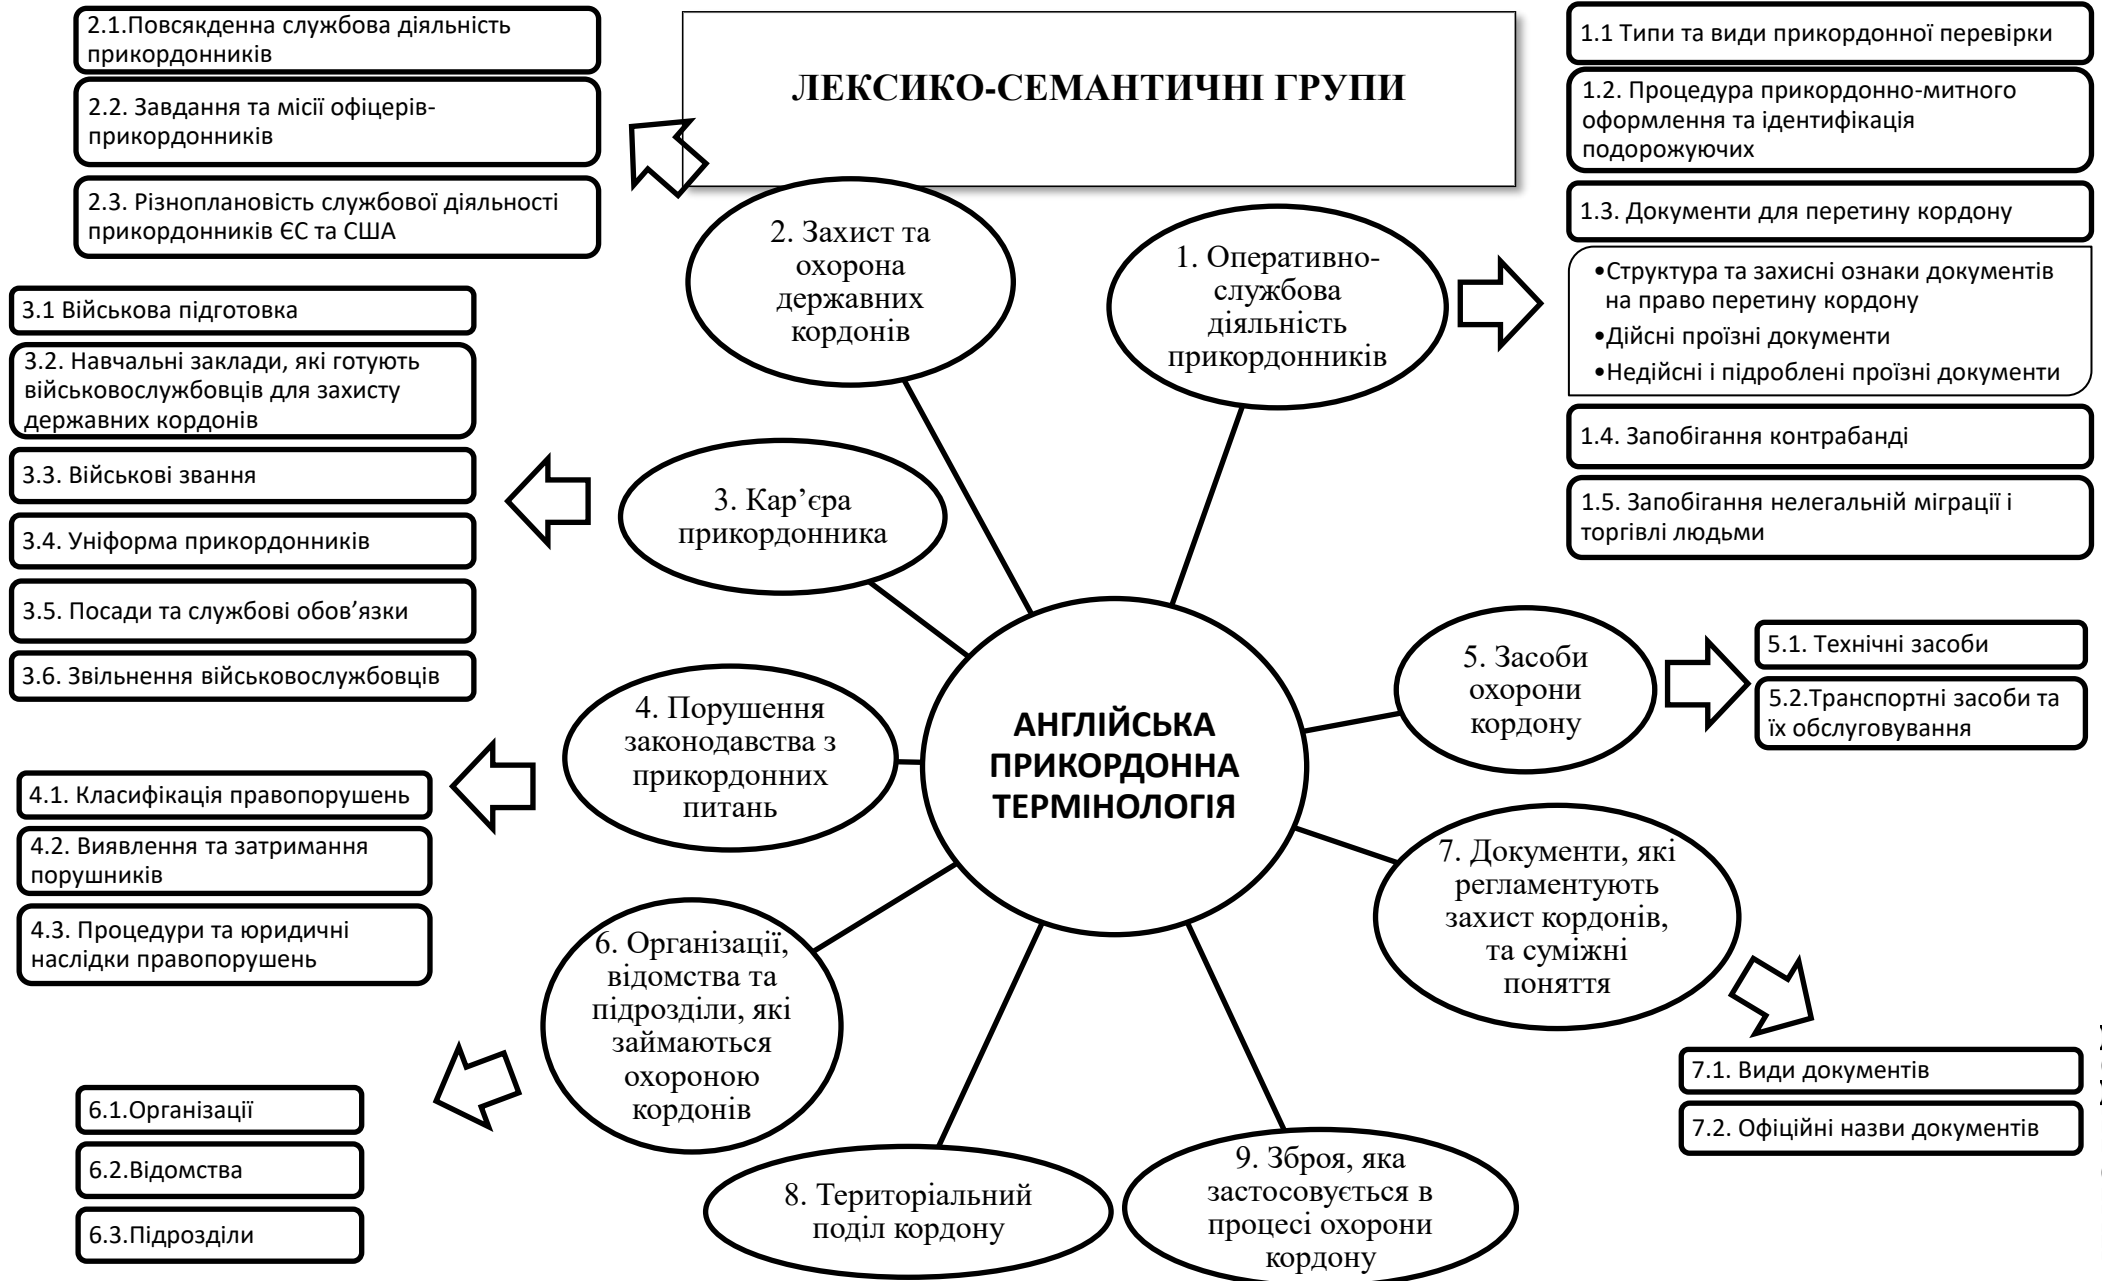 ЛЕКСИКО-СЕМАНТИЧНІ ГРУПИ
АНГЛІЙСЬКА
ПРИКОРДОННА
ТЕРМІНОЛОГІЯ
1. Оперативно-
службова
діяльність
прикордонників
1.1 Типи та види прикордонної перевірки
1.2. Процедура прикордонно-митного
оформлення та ідентифікація
подорожуючих
1.3. Документи для перетину кордону
•Структура та захисні ознаки документів
на право перетину кордону
•Дійсні проїзні документи
•Недійсні і підроблені проїзні документи
1.4. Запобігання контрабанді
1.5. Запобігання нелегальній міграції і
торгівлі людьми
2. Захист та
охорона
державних
кордонів
2.1.Повсякденна службова діяльність
прикордонників
2.2. Завдання та місії офіцерів-
прикордонників
2.3. Різноплановість службової діяльності
прикордонників ЄС та США
3. Кар’єра
прикордонника
3.1 Військова підготовка
3.2. Навчальні заклади, які готують
військовослужбовців для захисту
державних кордонів
3.3. Військові звання
3.4. Уніформа прикордонників
3.5. Посади та службові обов’язки
3.6. Звільнення військовослужбовців
4. Порушення
законодавства з
прикордонних
питань
4.1. Класифікація правопорушень
4.2. Виявлення та затримання
порушників
4.3. Процедури та юридичні
наслідки правопорушень
5. Засоби
охорони
кордону
5.1. Технічні засоби
5.2.Транспортні засоби та
їх обслуговування
6. Організації,
відомства та
підрозділи, які
займаються
охороною
кордонів
6.1.Організації
6.2.Відомства
6.3.Підрозділи
7. Документи, які
регламентують
захист кордонів,
та суміжні
поняття
7.1. Види документів
7.2. Офіційні назви документів
8. Територіальний
поділ кордону
9. Зброя, яка
застосовується в
процесі охорони
кордону